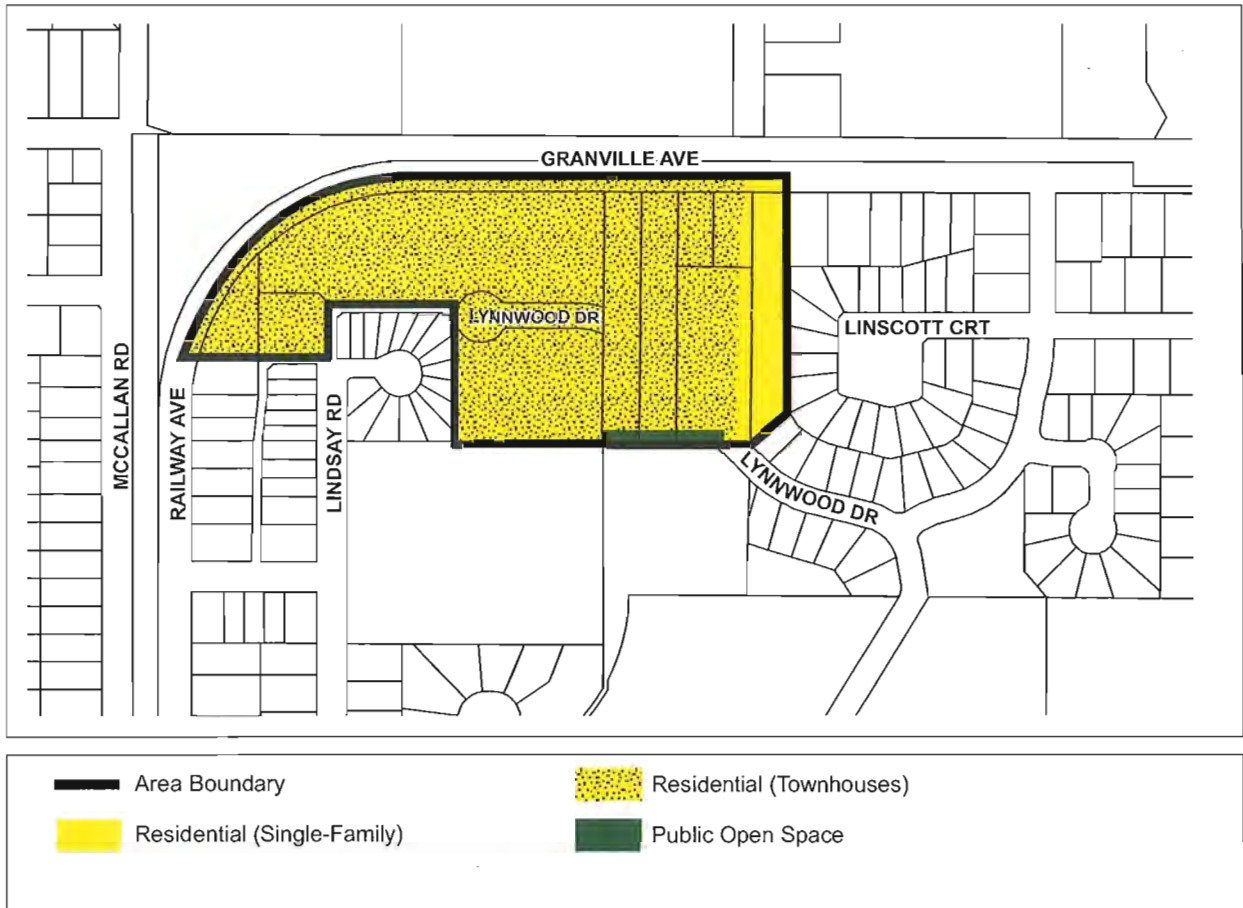 GRANVILLE AVE
LYNNWOOD DR
LINSCOTT CRT
MCCALLAN RD
RAILWAY AVE
LINDSAY RD
LYNNWOOD DR
Area Boundary
Residential (Townhouses)
Residential (Single-Family)
Public Open Space